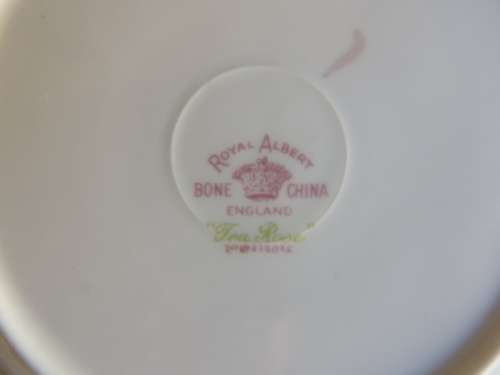 ROYAL ALBERT
BONE CHINA
ENGLAND
"Tea Rose"